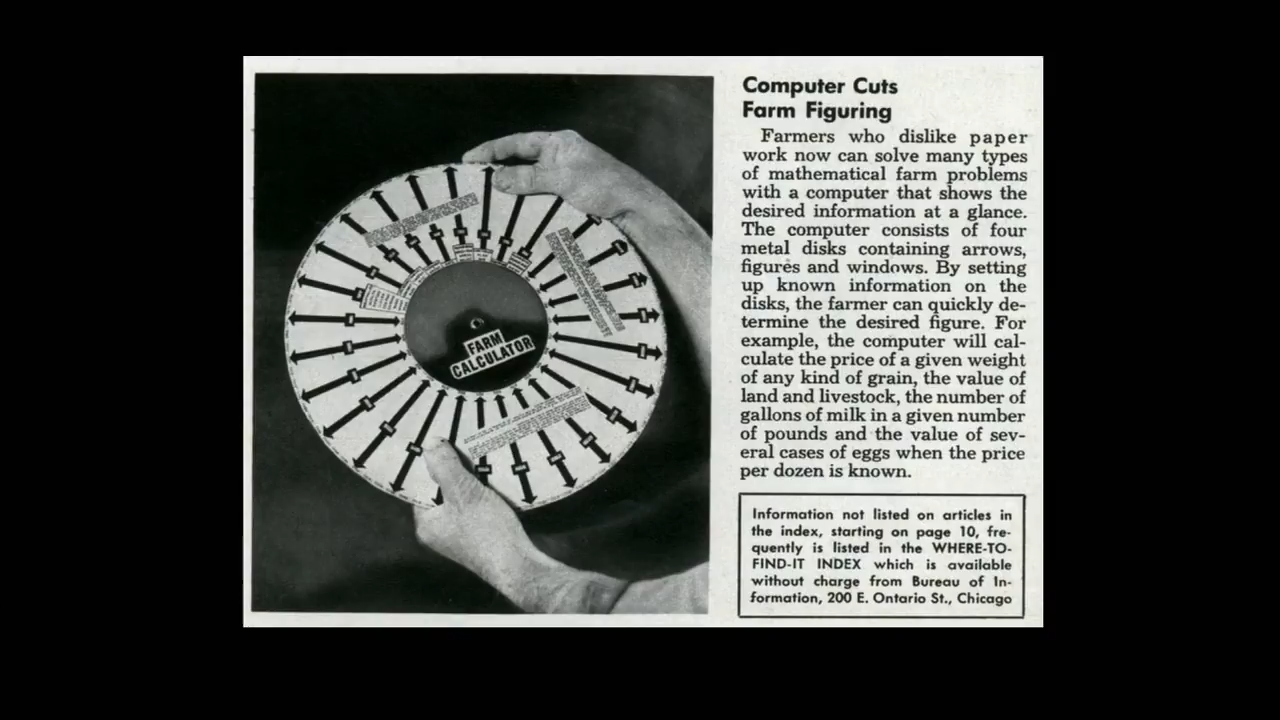 Computer Cuts
Farm Figuring
Farmers who dislike paper
work now can solve many types
of mathematical farm problems
with a computer that shows the
desired information at a glance.
The computer consists of four
metal disks containing arrows,
figures and windows. By setting
up known information on the
disks, the farmer can quickly de-
termine the desired figure. For
example, the computer will cal-
culate the price of a given weight
of any kind of grain, the value of
land and livestock, the number of
gallons of milk in a given number
of pounds and the value of sev-
eral cases of eggs when the price
per dozen is known.
FARM
CALCULATOR
Information not listed on articles in
the index, starting on page 10, fre-
quently is listed in the WHERE-TO-
FIND-IT INDEX which is available
without charge from Bureau of In-
formation, 200 E. Ontario St., Chicago